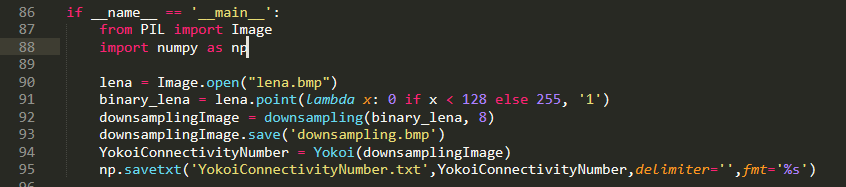 86 if __name__ == '__main__':
87 from PIL import Image
88 import numpy as np
89
90 lena = Image.open("lena.bmp")
91 binary_lena = lena.point(lambda x: 0 if x < 128 else 255, '1')
92 downsamplingImage = downsampling(binary_lena, 8)
93 downsamplingImage.save('downsampling.bmp')
94 YokoiConnectivityNumber = Yokoi(downsamplingImage)
95 np.savetxt('YokoiConnectivityNumber.txt',YokoiConnectivityNumber,delimiter='',fmt='%s')